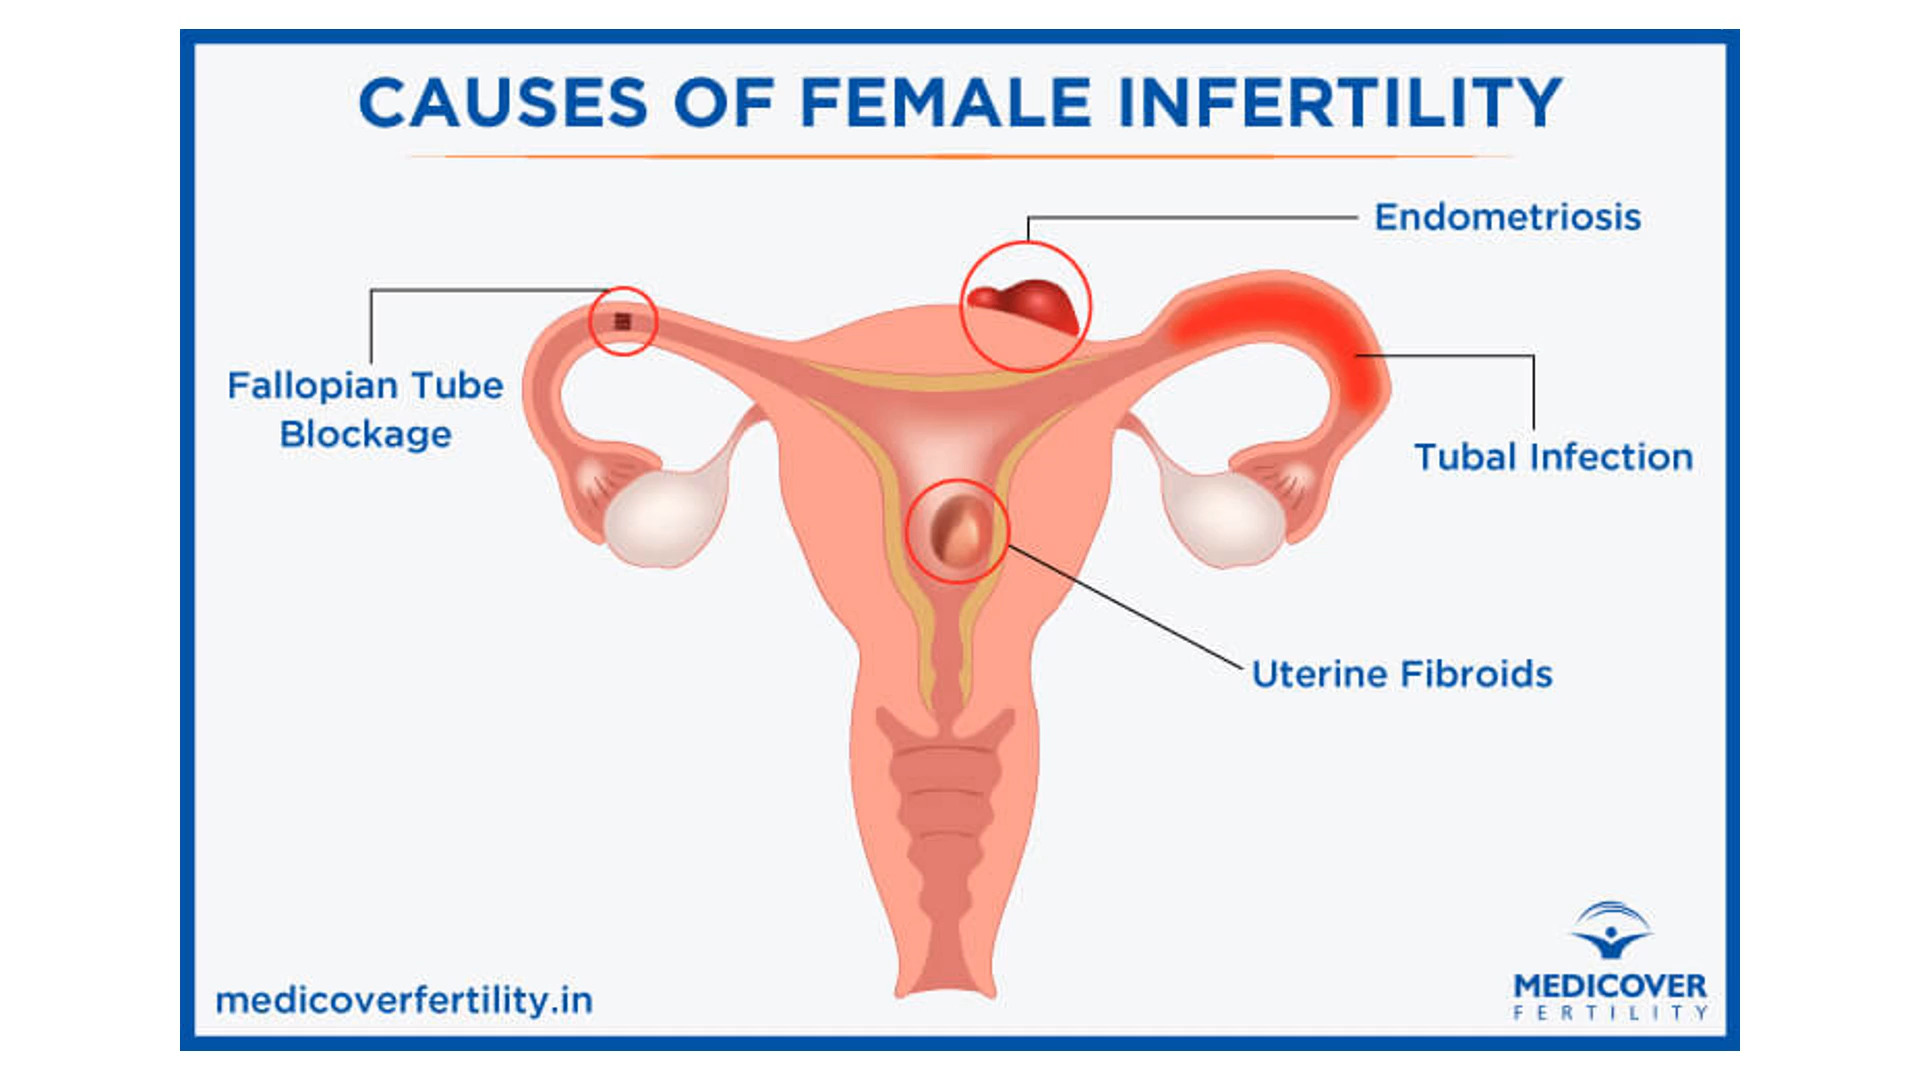 CAUSES OF FEMALE INFERTILITY
Endometriosis
Fallopian Tube
Blockage
Tubal Infection
Uterine Fibroids
medicoverfertility.in
MEDICOVER
FERTILITY